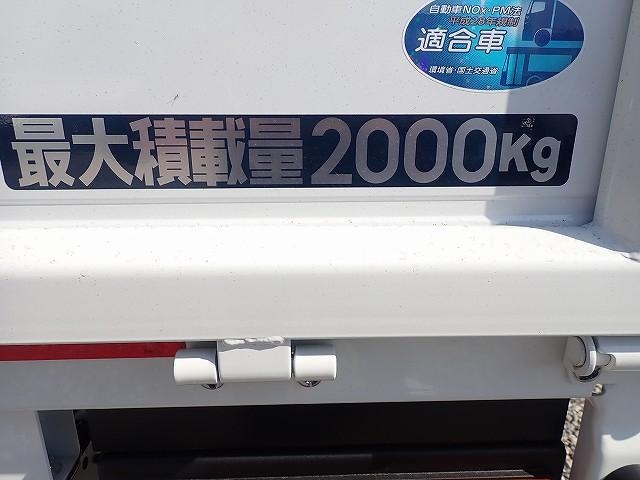 自動車NOx・PM法
平成28年規制
適合車
環境省・国土交通省
最大積載量2000Kg